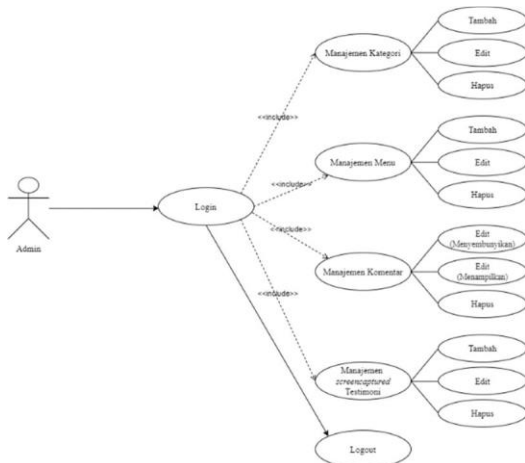 Tambah
Manajemen Kategori
Edit
Hapus
<<include>>
Tambah
Manajemen Menu
Edit
Hapus
<<include>>
Login
Admin
<<include>>
Edit
(Menyembunyikan)
Manajemen Komentar
Edit
(Menampilkan)
Hapus
<<include>>
Tambah
Manajemen
screencaptured
Testimoni
Edit
Hapus
Logout